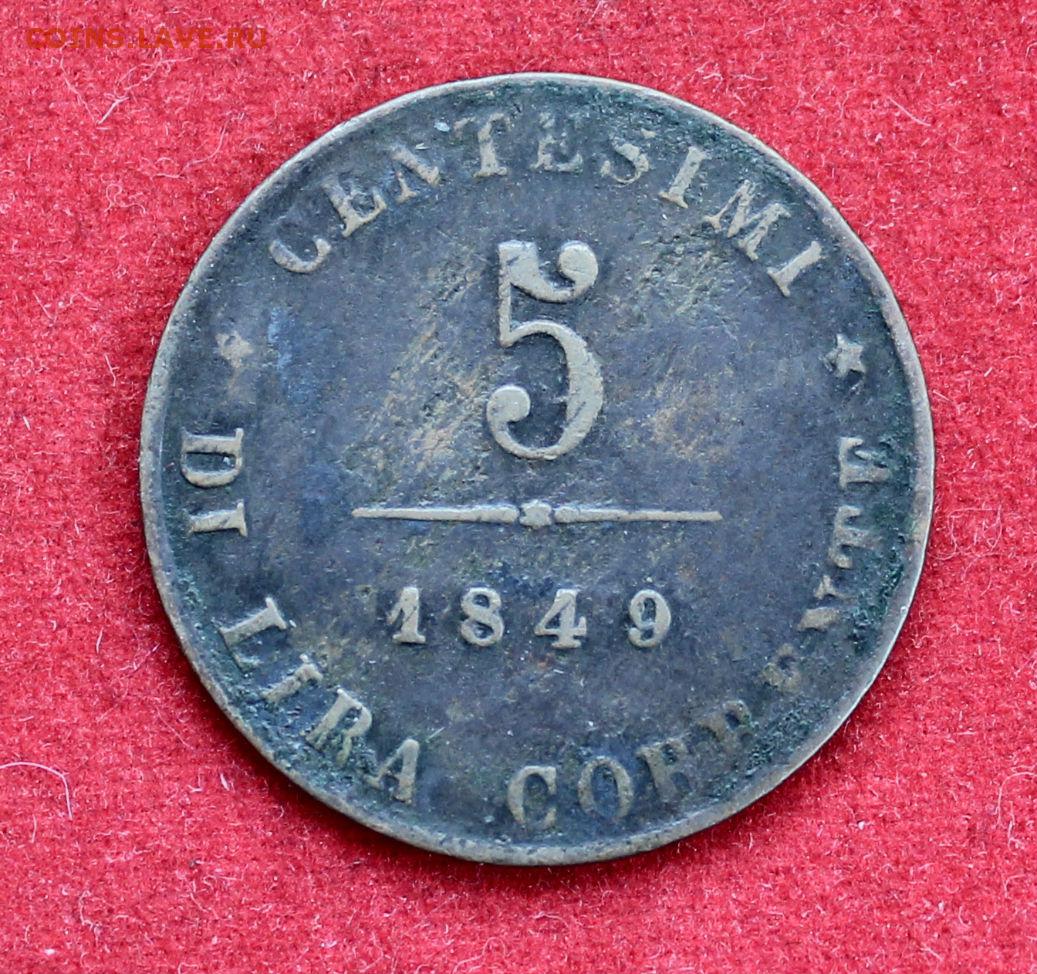 COINS.LAVE.RU
CENTESIMI
5
1849
DI LIRA